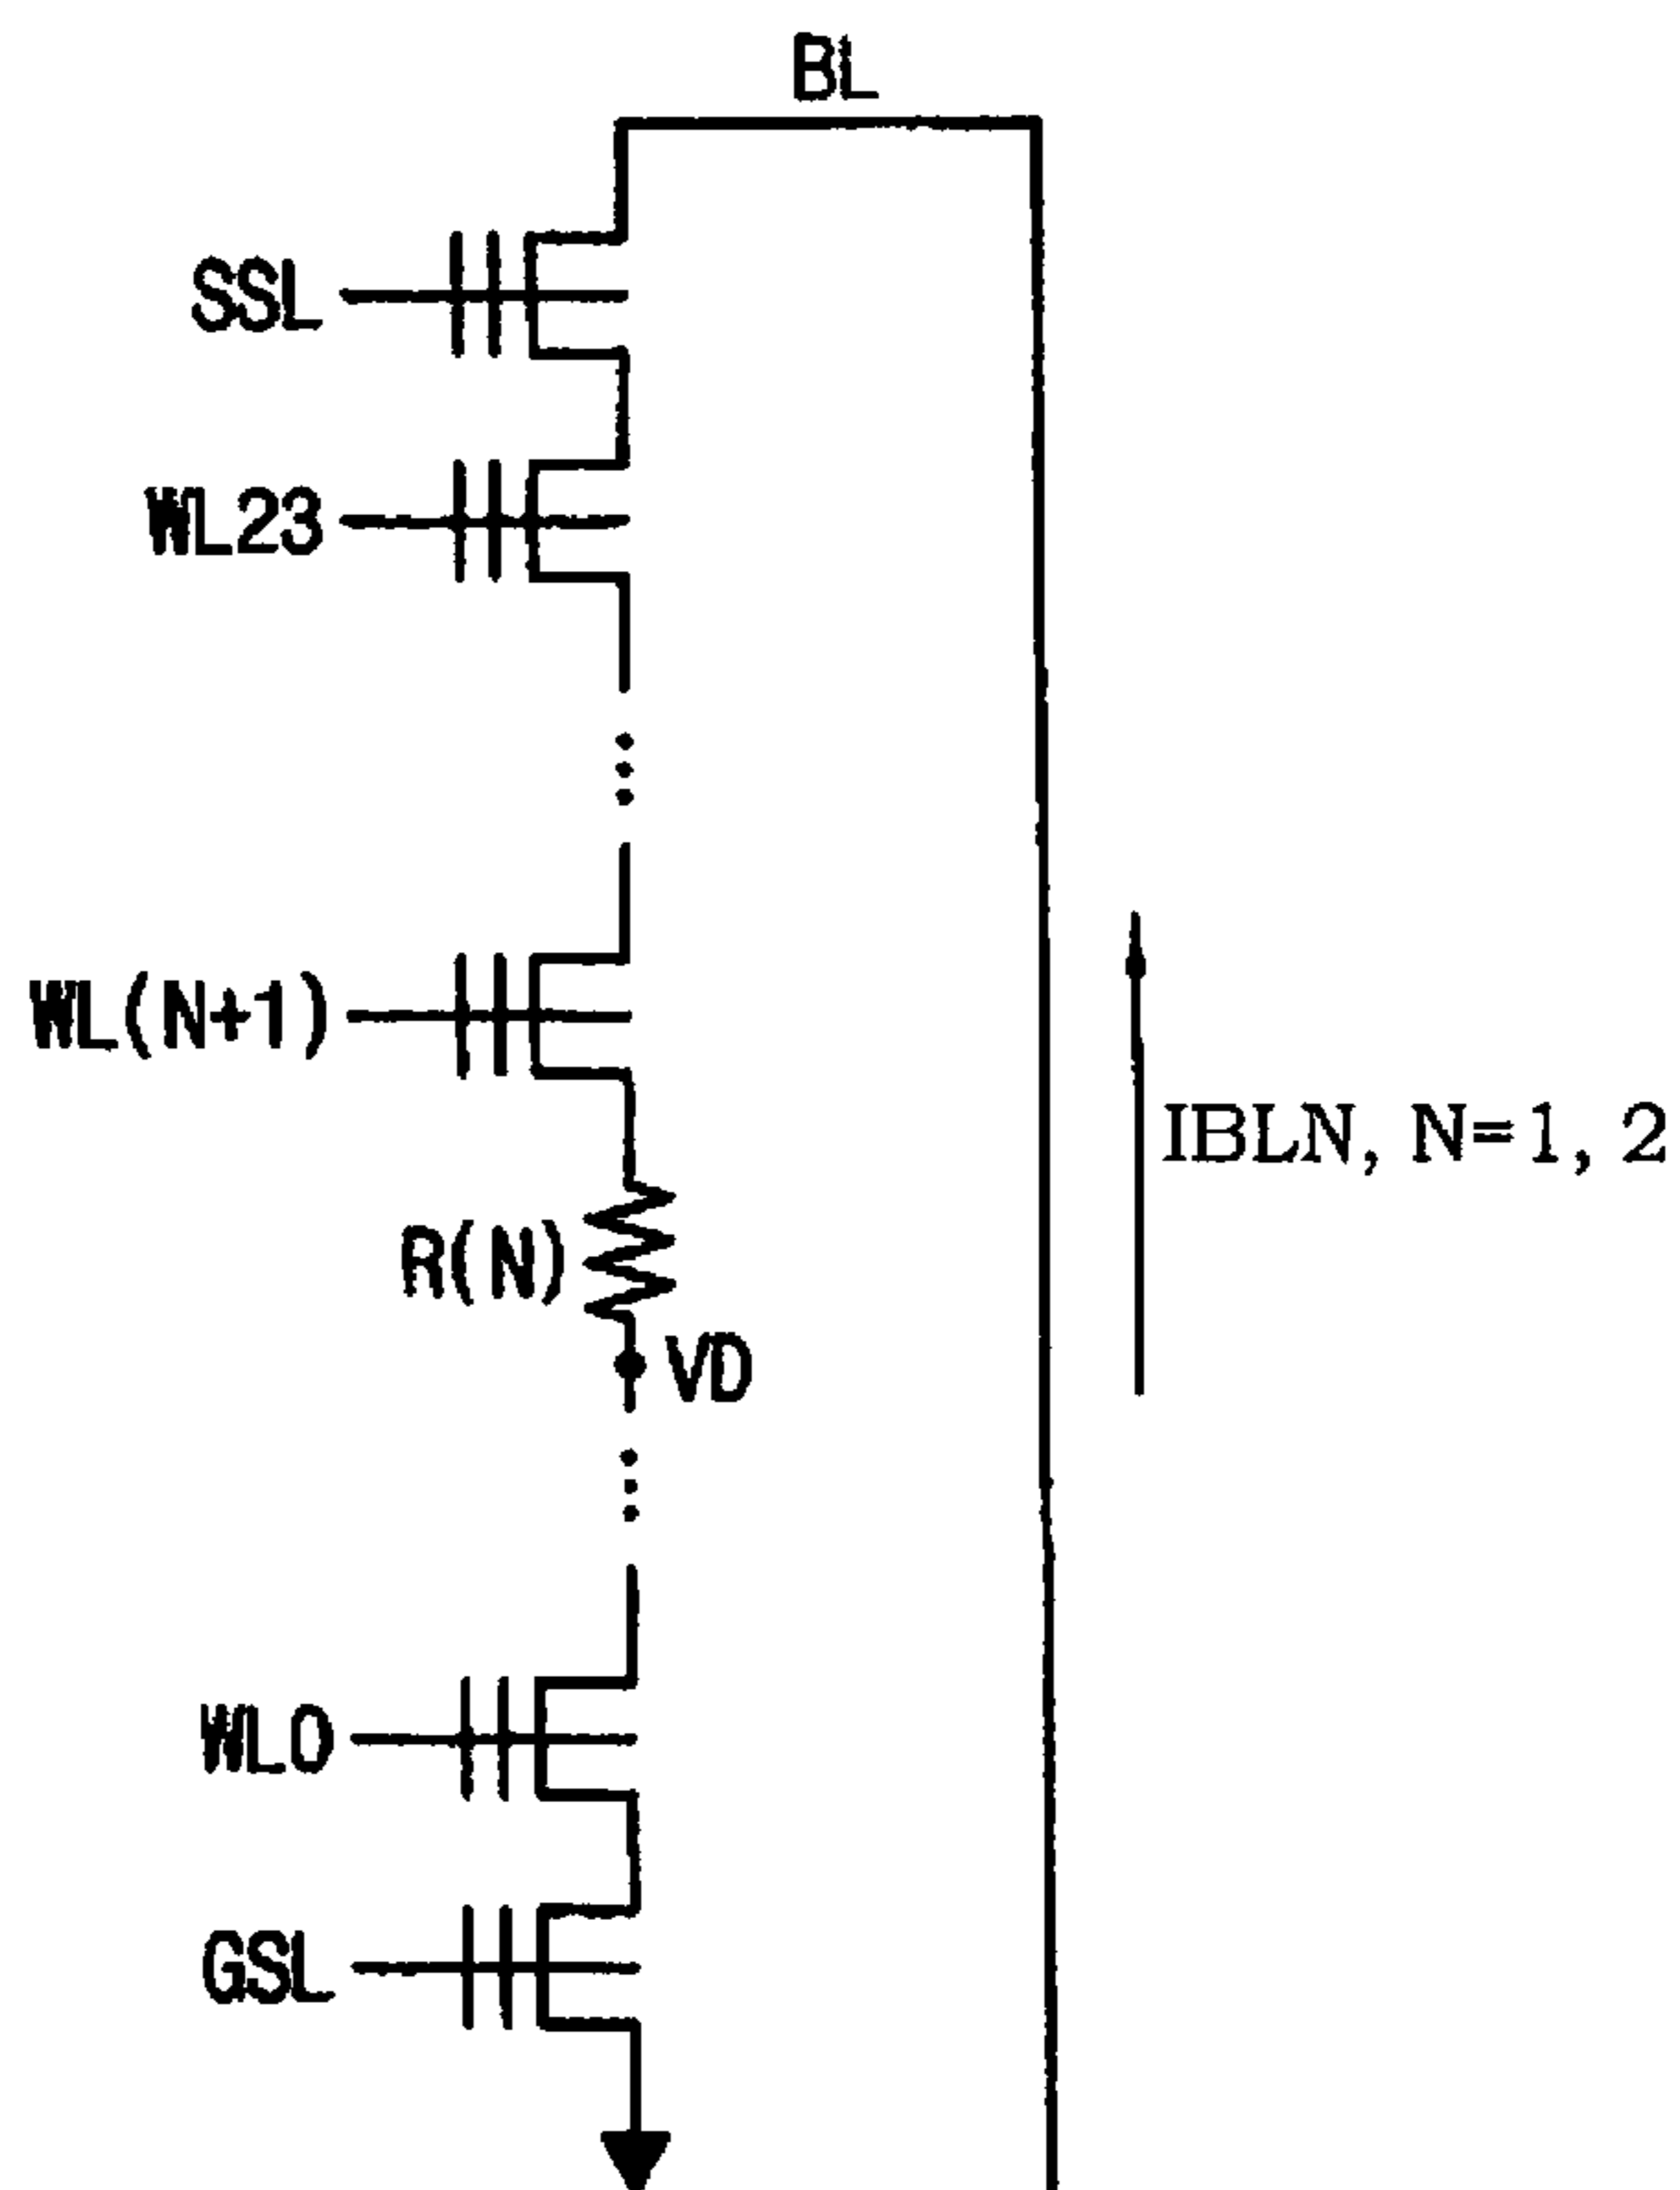 BL
SSL
WL23
WL(N+1)
IBLN, N=1, 2
R(N)
VD
WL0
GSL